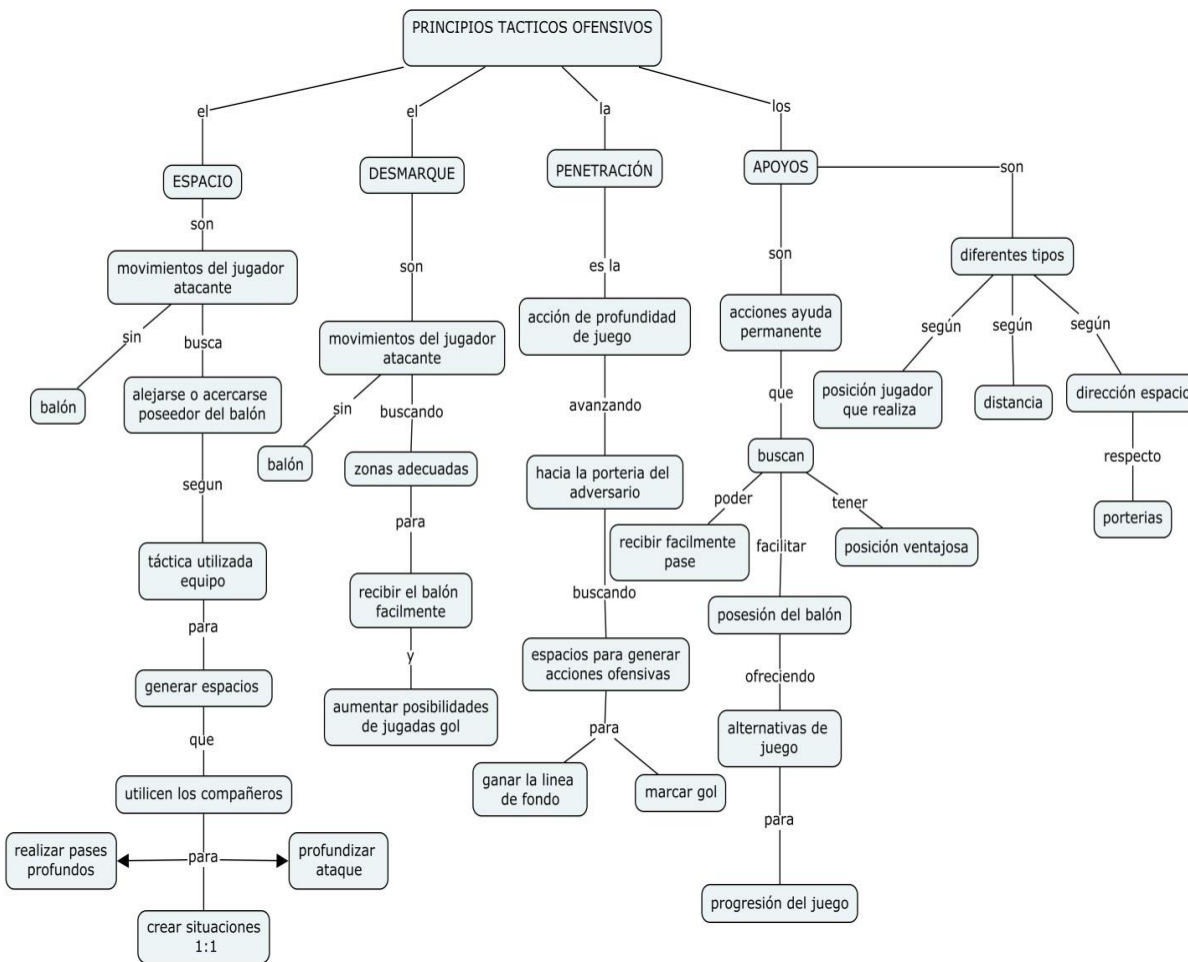 PRINCIPIOS TACTICOS OFENSIVOS
el
el
la
los
ESPACIO
DESMARQUE
PENETRACIÓN
APOYOS
son
son
movimientos del jugador
atacante
sin
busca
balón
alejarse o acercarse
poseedor del balón
segun
táctica utilizada
equipo
para
generar espacios
que
utilicen los compañeros
realizar pases
profundos
para
profundizar
ataque
crear situaciones
1:1
son
movimientos del jugador
atacante
sin
buscando
balón
zonas adecuadas
para
recibir el balón
facilmente
y
aumentar posibilidades
de jugadas gol
es la
acción de profundidad
de juego
avanzando
hacia la porteria del
adversario
buscando
espacios para generar
acciones ofensivas
para
ganar la linea
de fondo
marcar gol
son
acciones ayuda
permanente
que
buscan
poder
facilitar
tener
recibir facilmente
pase
posición ventajosa
posesión del balón
ofreciendo
alternativas de
juego
para
progresión del juego
diferentes tipos
según
según
según
posición jugador
que realiza
distancia
dirección espacio
respecto
porterias